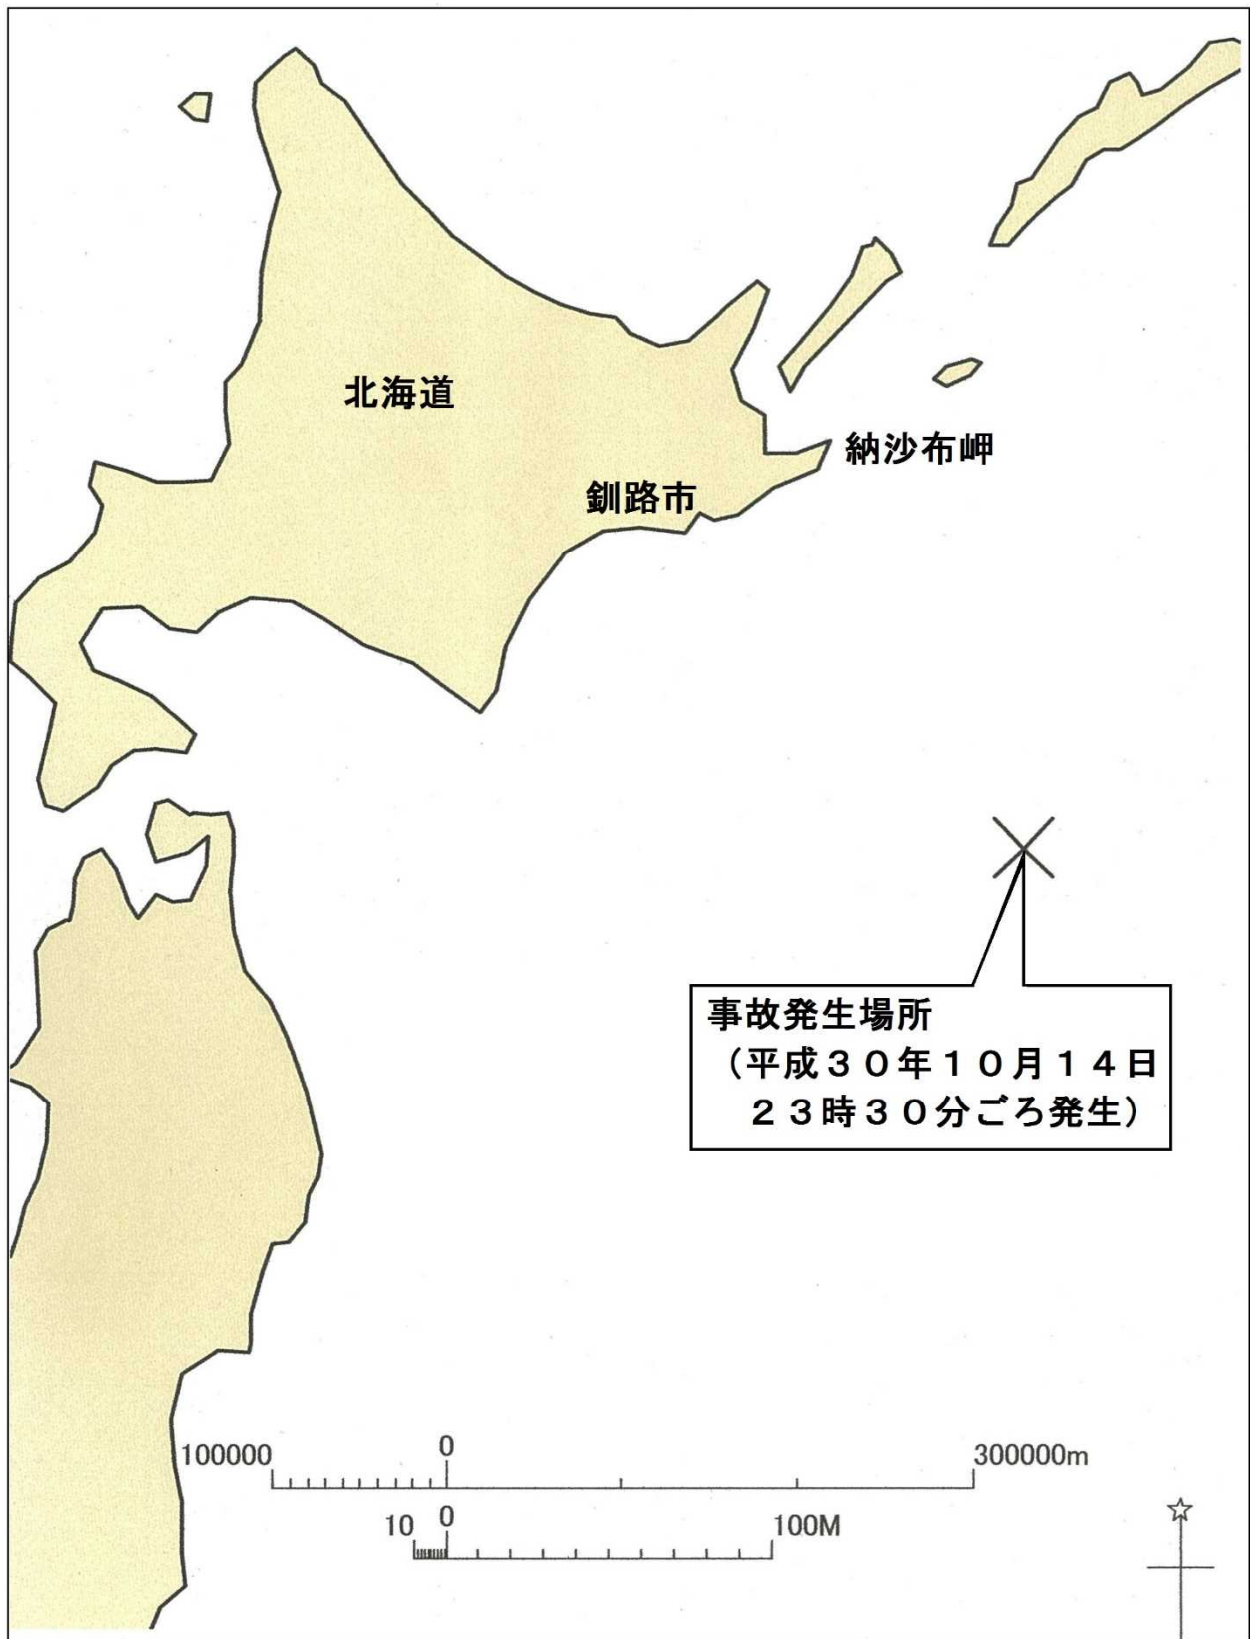 北海道
納沙布岬
釧路市
事故発生場所
（平成３０年１０月１４日
２３時３０分ごろ発生）
100000 0 300000m
10 0 100M